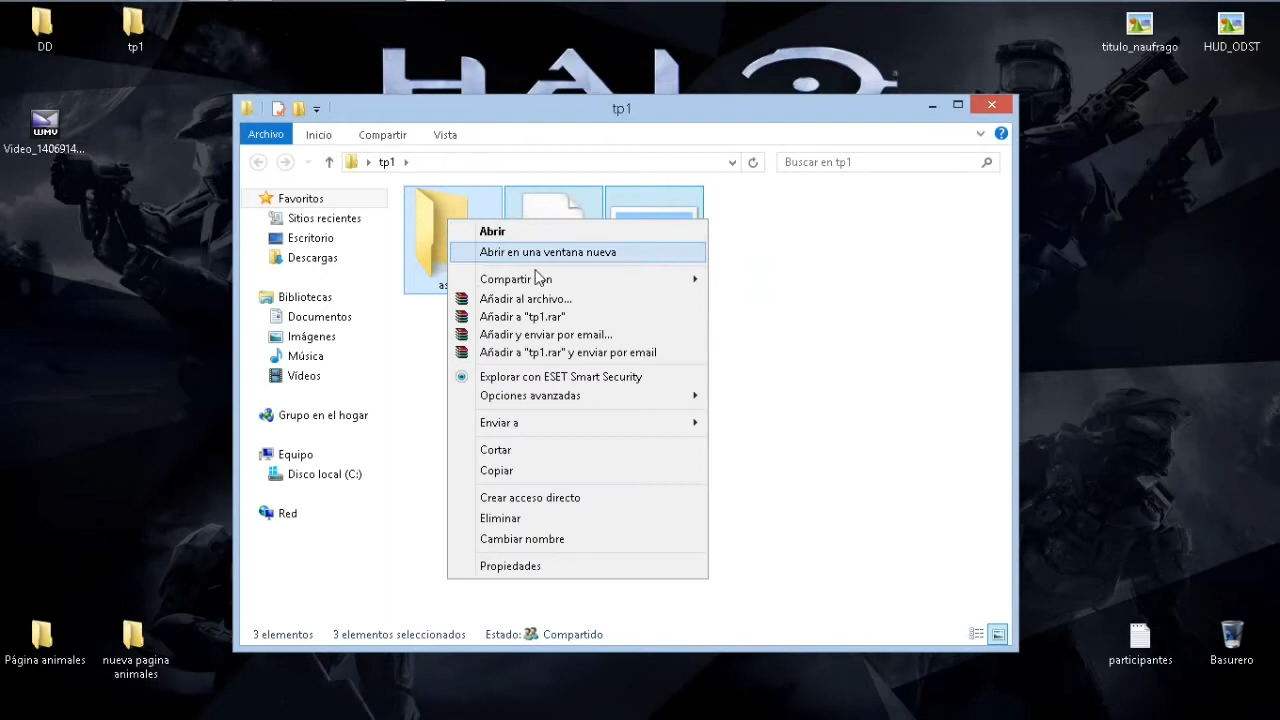 DD
tp1
titulo_naufrago
HUD_ODST
HALO
WMV
Video_1406914...
tp1
Archivo
Inicio
Compartir
Vista
tp1
Buscar en tp1
Favoritos
Sitios recientes
Escritorio
Descargas
Bibliotecas
Documentos
Imágenes
Música
Vídeos
Grupo en el hogar
Equipo
Disco local (C:)
Red
Abrir
Abrir en una ventana nueva
Compartir con
Añadir al archivo...
Añadir a "tp1.rar"
Añadir y enviar por email...
Añadir a "tp1.rar" y enviar por email
Explorar con ESET Smart Security
Opciones avanzadas
Enviar a
Cortar
Copiar
Crear acceso directo
Eliminar
Cambiar nombre
Propiedades
3 elementos
3 elementos seleccionados
Estado:
Compartido
Página animales
nueva pagina
animales
participantes
Basurero